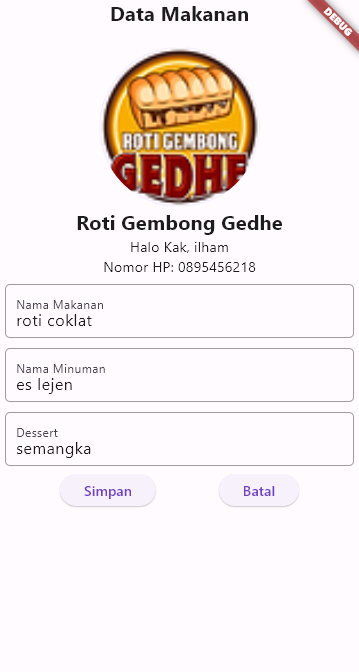 Data Makanan
DEBUG
ROTI GEMBONG
GEDHE
Roti Gembong Gedhe
Halo Kak, ilham
Nomor HP: 0895456218
Nama Makanan
roti coklat
Nama Minuman
es lejen
Dessert
semangka
Simpan
Batal